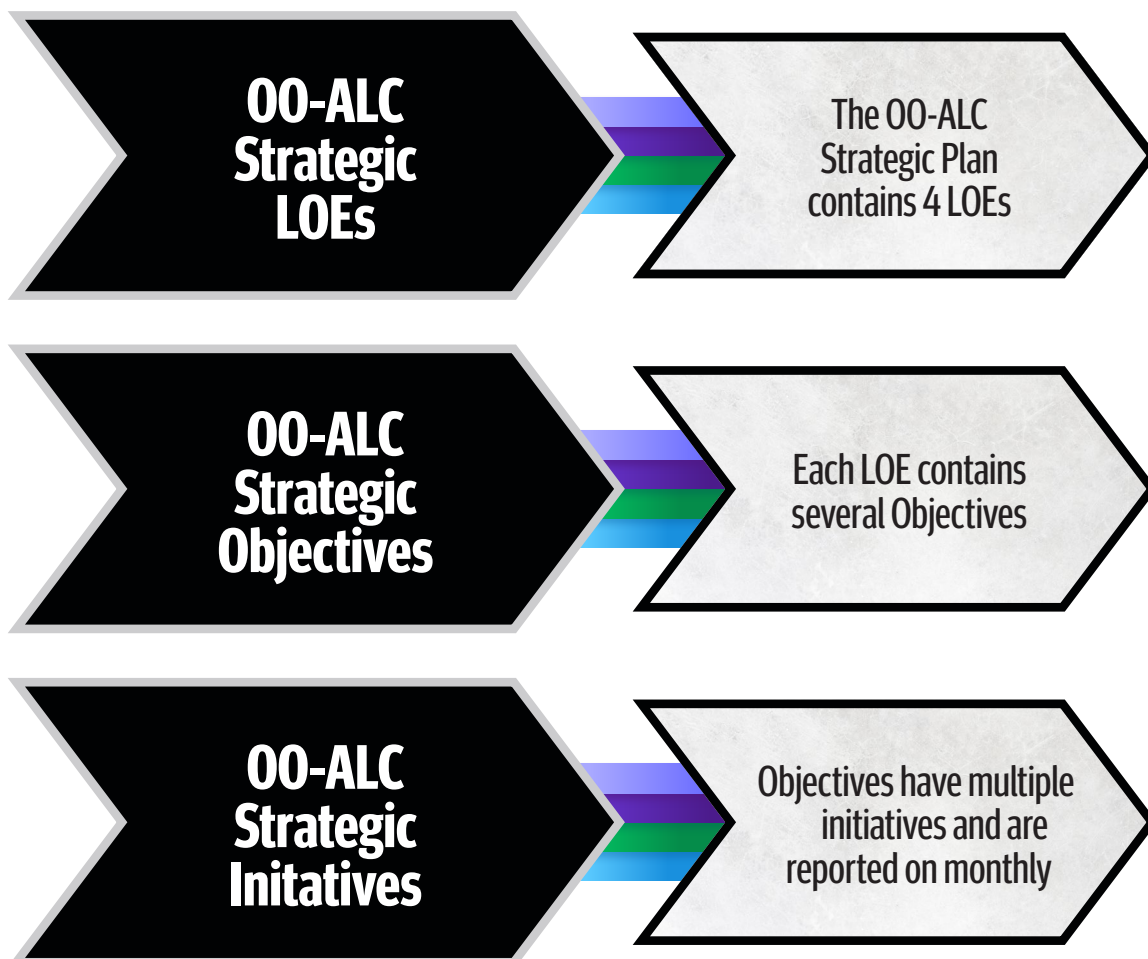 OO-ALC
Strategic
LOEs
The OO-ALC
Strategic Plan
contains 4 LOEs
OO-ALC
Strategic
Objectives
Each LOE contains
several Objectives
OO-ALC
Strategic
Initatives
Objectives have multiple
initiatives and are
reported on monthly